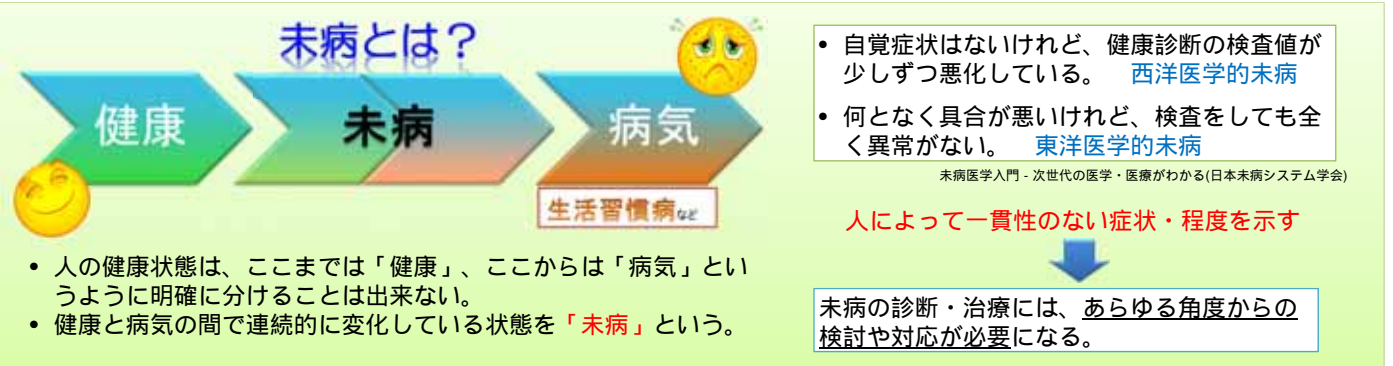 未病とは？
健康
未病
病気
生活習慣病など
• 人の健康状態は、ここまでは「健康」、ここからは「病気」とい
うように明確に分けることは出来ない。
• 健康と病気の間で連続的に変化している状態を「未病」という。
• 自覚症状はないけれど、健康診断の検査値が
少しずつ悪化している。　西洋医学的未病
• 何となく具合が悪いけれど、検査をしても全
く異常がない。　東洋医学的未病
未病医学入門 - 次世代の医学・医療がわかる(日本未病システム学会)
人によって一貫性のない症状・程度を示す
未病の診断・治療には、あらゆる角度からの
検討や対応が必要になる。